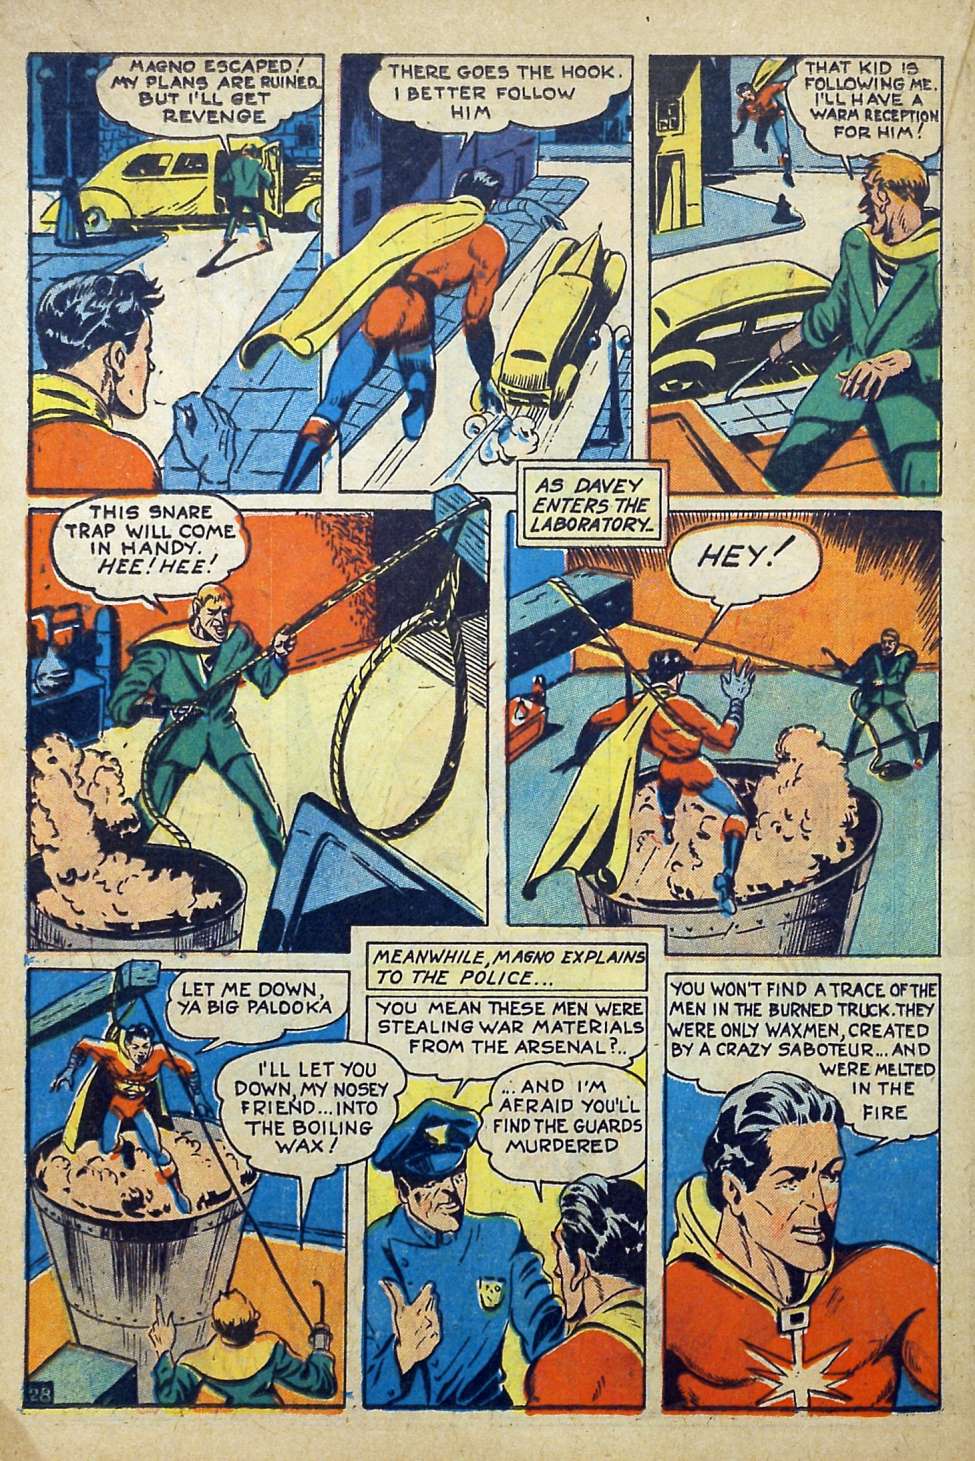 MAGNO ESCAPED!
MY PLANS ARE RUINED
BUT I'LL GET
REVENGE
THERE GOES THE HOOK.
I BETTER FOLLOW
HIM
THAT KID IS
FOLLOWING ME.
I'LL HAVE A
WARM RECEPTION
FOR HIM!
THIS SNARE
TRAP WILL COME
IN HANDY.
HEE! HEE!
AS DAVEY
ENTERS THE
LABORATORY..
HEY!
LET ME DOWN,
YA BIG PALOOKA
I'LL LET YOU
DOWN, MY NOSEY
FRIEND... INTO
THE BOILING
WAX!
MEANWHILE, MAGNO EXPLAINS
TO THE POLICE...
YOU MEAN THESE MEN WERE
STEALING WAR MATERIALS
FROM THE ARSENAL?..
... AND I'M
AFRAID YOU'LL
FIND THE GUARDS
MURDERED
YOU WON'T FIND A TRACE OF THE
MEN IN THE BURNED TRUCK. THEY
WERE ONLY WAXMEN, CREATED
BY A CRAZY SABOTEUR... AND
WERE MELTED
IN THE
FIRE
28